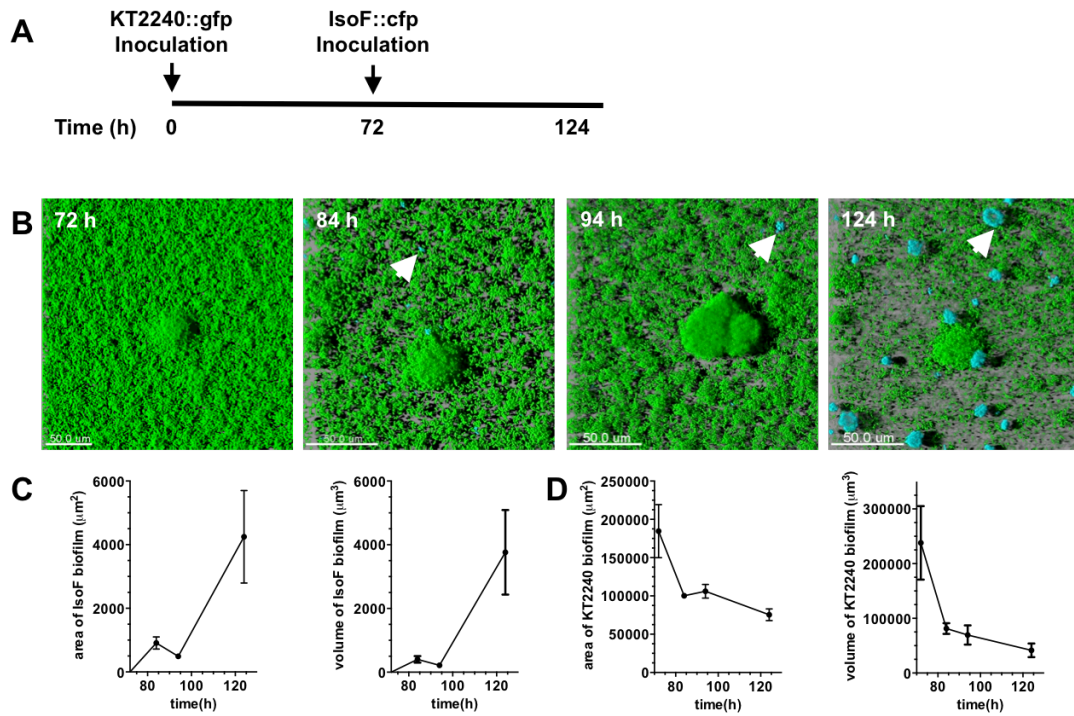 A
KT2240::gfp
Inoculation
IsoF::cfp
Inoculation
Time (h)
0
72
124
B
72 h
84 h
94 h
124 h
50.0 um
50.0 um
50.0 um
50.0 um
C
area of IsoF biofilm (μm²)
6000
4000
2000
0
80
100
120
time(h)
volume of IsoF biofilm (μm³)
6000
4000
2000
0
80
100
120
time(h)
D
area of KT2240 biofilm (μm²)
250000
200000
150000
100000
50000
0
80
100
120
time(h)
volume of KT2240 biofilm (μm³)
300000
200000
100000
0
80
100
120
time(h)